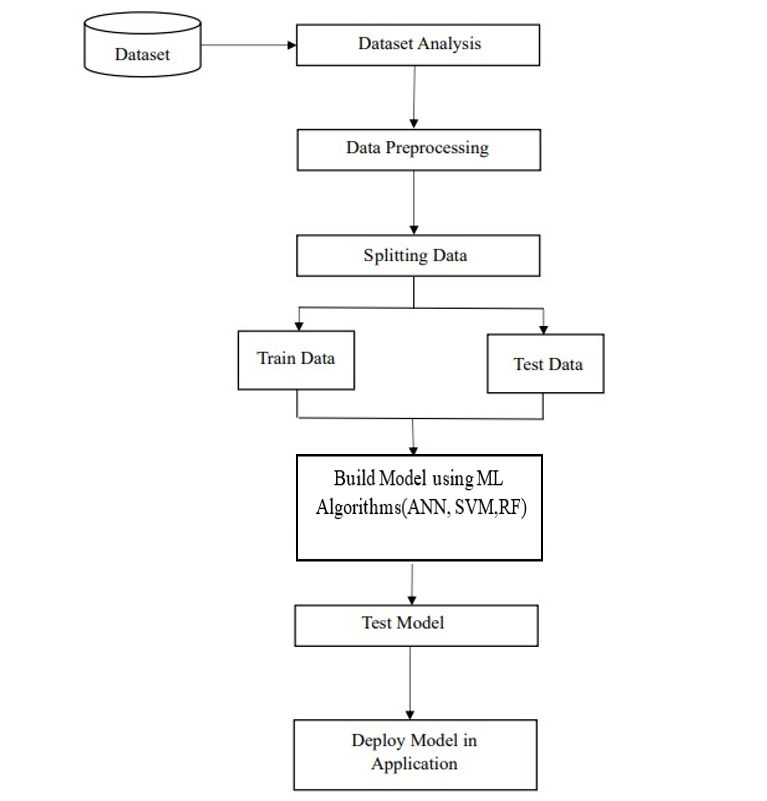 Dataset
Dataset Analysis
Data Preprocessing
Splitting Data
Train Data
Test Data
Build Model using ML
Algorithms(ANN, SVM,RF)
Test Model
Deploy Model in
Application